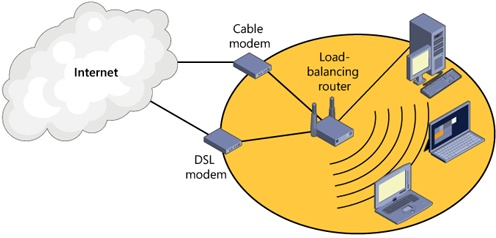 Cable
modem
Internet
Load-
balancing
router
DSL
modem